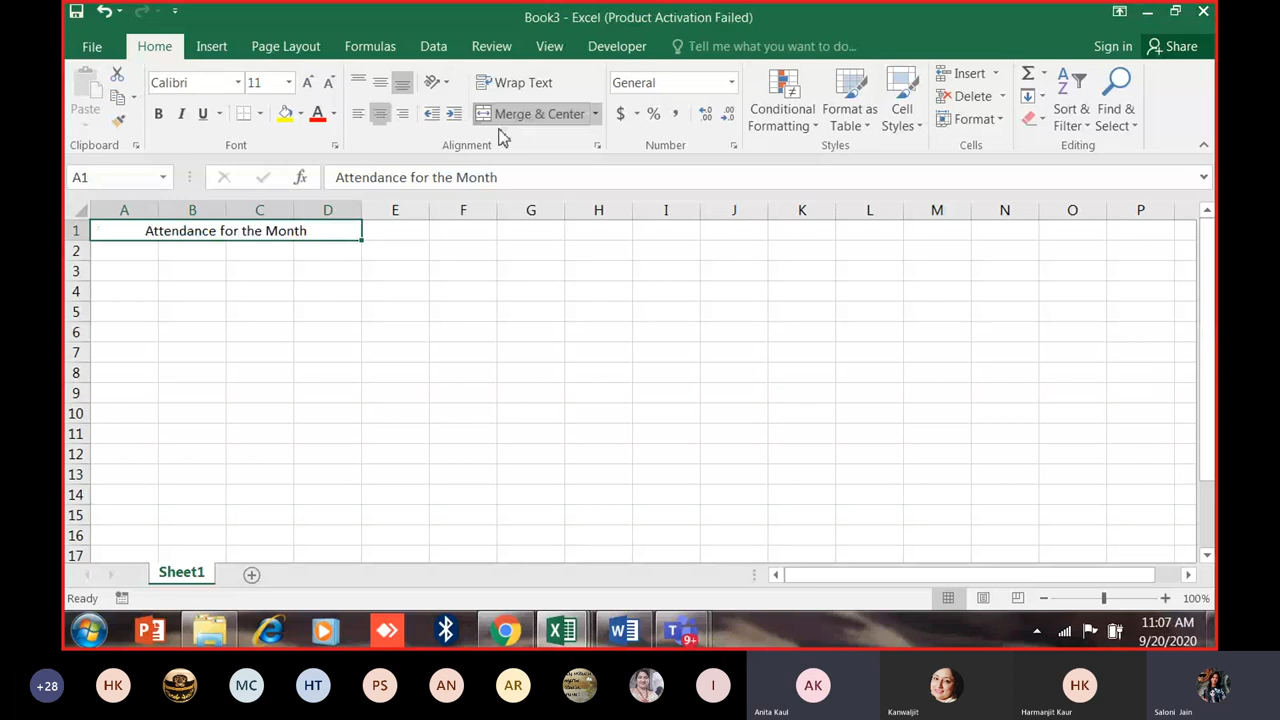 Book3 - Excel (Product Activation Failed)
File Home Insert Page Layout Formulas Data Review View Developer Tell me what you want to do... Sign in Share
Paste Calibri 11 Wrap Text General Conditional Formatting Format as Table Cell Styles Insert Σ Sort & Filter Find & Select
B I U A Merge & Center $ % , Delete
Format
Clipboard Font Alignment Number Styles Cells Editing
A1 fx Attendance for the Month
A B C D E F G H I J K L M N O P
1 Attendance for the Month
2
3
4
5
6
7
8
9
10
11
12
13
14
15
16
17
Sheet1
Ready 100%
9+ 11:07 AM
9/20/2020
+28 HK MC HT PS AN AR I AK HK
Anita Kaul Kanwaljit Harmanjit Kaur Saloni Jain